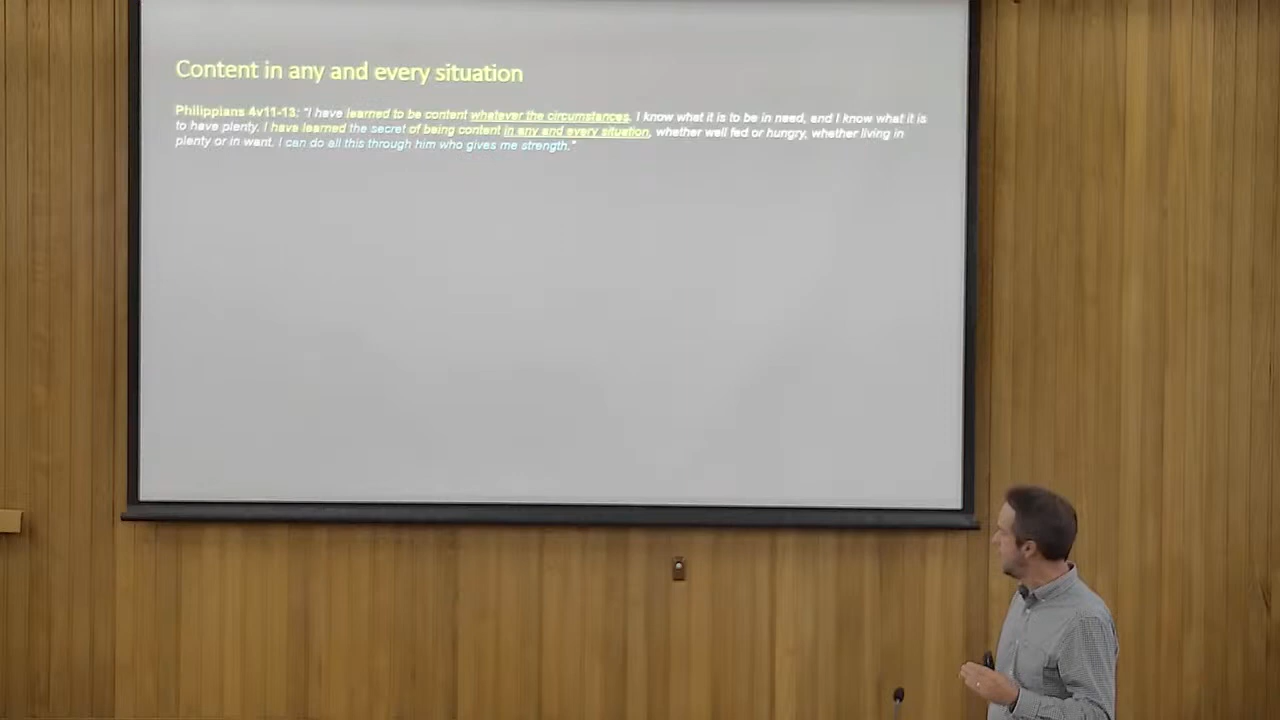 Content in any and every situation
Philippians 4v11-13: "I have learned to be content whatever the circumstances. I know what it is to be in need, and I know what it is
to have plenty. I have learned the secret of being content in any and every situation, whether well fed or hungry, whether living in
plenty or in want. I can do all this through him who gives me strength."